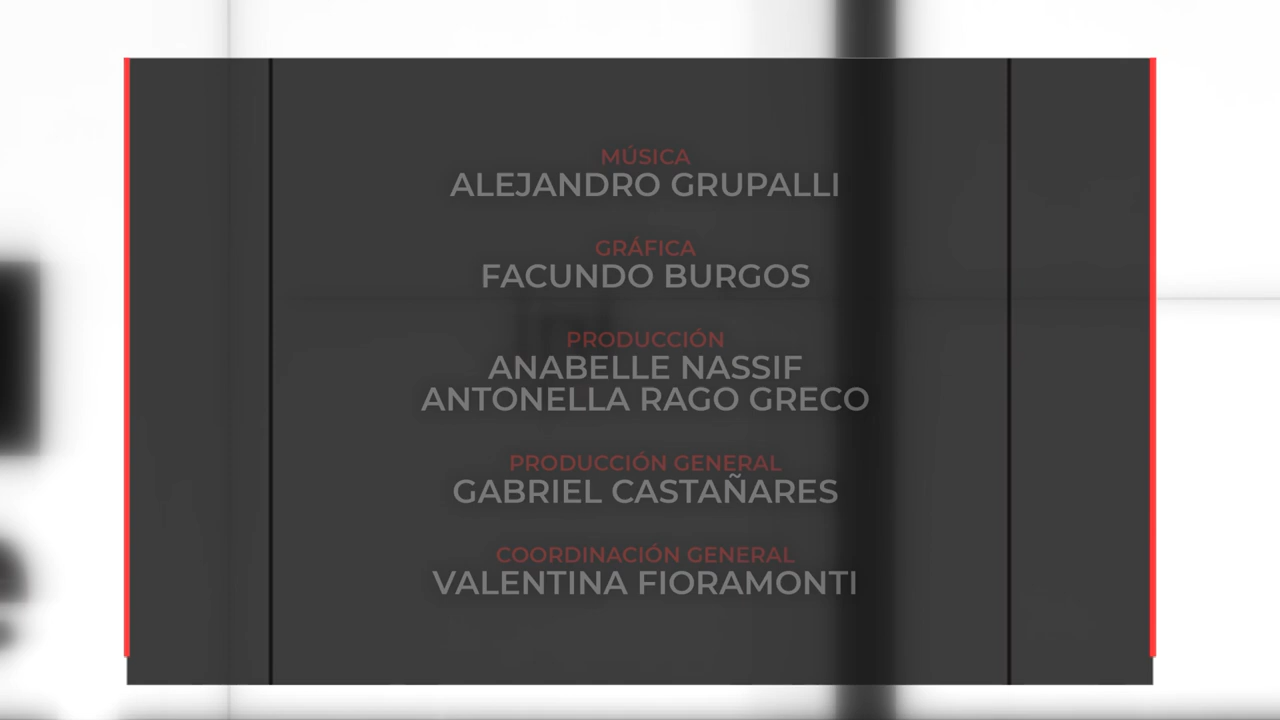 MÚSICA
ALEJANDRO GRUPALLI
GRÁFICA
FACUNDO BURGOS
PRODUCCIÓN
ANABELLE NASSIF
ANTONELLA RAGO GRECO
PRODUCCIÓN GENERAL
GABRIEL CASTAÑARES
COORDINACIÓN GENERAL
VALENTINA FIORAMONTI